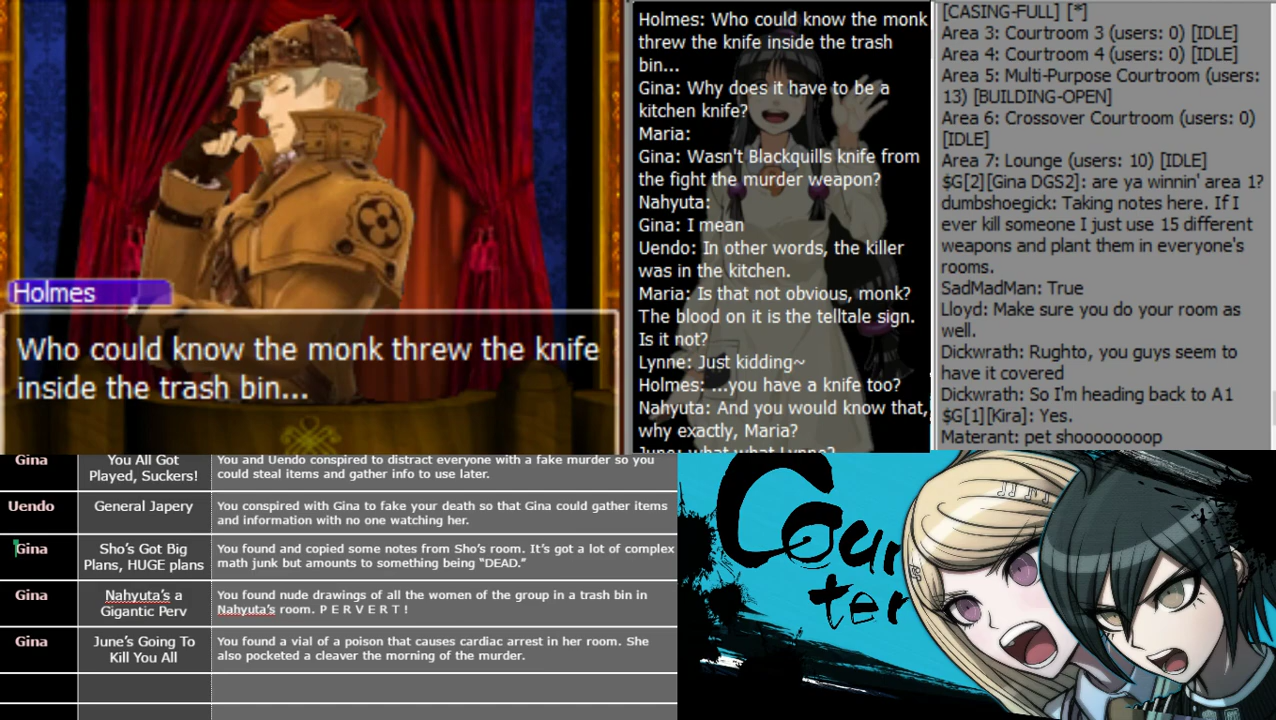 Holmes
Who could know the monk threw the knife
inside the trash bin...
Holmes: Who could know the monk
threw the knife inside the trash
bin...
Gina: Why does it have to be a
kitchen knife?
Maria:
Gina: Wasn't Blackquills knife from
the fight the murder weapon?
Nahyuta:
Gina: I mean
Uendo: In other words, the killer
was in the kitchen.
Maria: Is that not obvious, monk?
The blood on it is the telltale sign.
Is it not?
Lynne: Just kidding~
Holmes: ...you have a knife too?
Nahyuta: And you would know that,
why exactly, Maria?
June: what what Lynne?
[CASING-FULL] [*]
Area 3: Courtroom 3 (users: 0) [IDLE]
Area 4: Courtroom 4 (users: 0) [IDLE]
Area 5: Multi-Purpose Courtroom (users:
13) [BUILDING-OPEN]
Area 6: Crossover Courtroom (users: 0)
[IDLE]
Area 7: Lounge (users: 10) [IDLE]
$G[2][Gina DGS2]: are ya winnin' area 1?
dumbshoegick: Taking notes here. If I
ever kill someone I just use 15 different
weapons and plant them in everyone's
rooms.
SadMadMan: True
Lloyd: Make sure you do your room as
well.
Dickwrath: Rughto, you guys seem to
have it covered
Dickwrath: So I'm heading back to A1
$G[1][Kira]: Yes.
Materant: pet shooooooop
Gina
You All Got
Played, Suckers!
You and Uendo conspired to distract everyone with a fake murder so you
could steal items and gather info to use later.
Uendo
General Japery
You conspired with Gina to fake your death so that Gina could gather items
and information with no one watching her.
Gina
Sho's Got Big
Plans, HUGE plans
You found and copied some notes from Sho's room. It's got a lot of complex
math junk but amounts to something being "DEAD."
Gina
Nahyuta's a
Gigantic Perv
You found nude drawings of all the women of the group in a trash bin in
Nahyuta's room. P E R V E R T !
Gina
June's Going To
Kill You All
You found a vial of a poison that causes cardiac arrest in her room. She
also pocketed a cleaver the morning of the murder.
Coun
ter